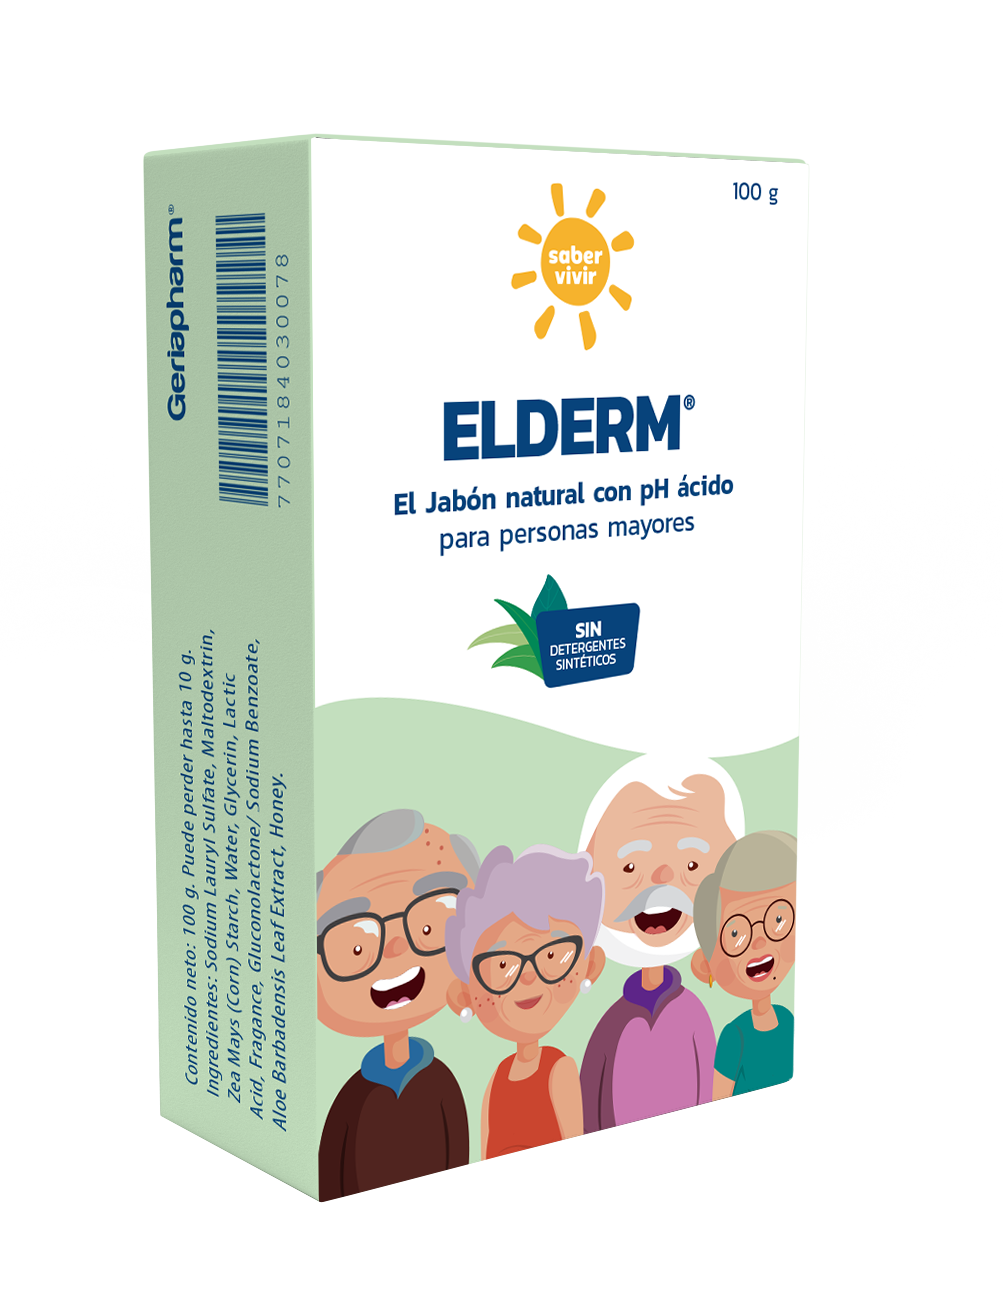 Geriapharm®
7707184030078
Contenido neto: 100 g. Puede perder hasta 10 g.
Ingredientes: Sodium Lauryl Sulfate, Maltodextrin,
Zea Mays (Corn) Starch, Water, Glycerin, Lactic
Acid, Fragance, Gluconolactone/ Sodium Benzoate,
Aloe Barbadensis Leaf Extract, Honey.
100 g
saber
vivir
ELDERM®
El Jabón natural con pH ácido
para personas mayores
SIN
DETERGENTES
SINTÉTICOS